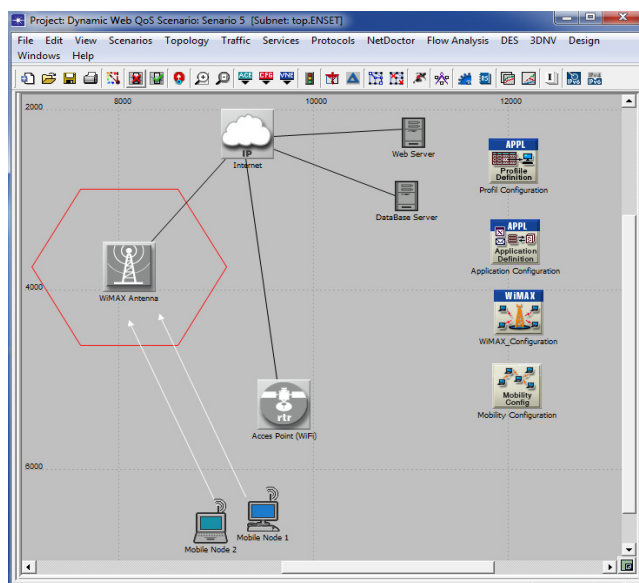 Project: Dynamic Web QoS Scenario: Senario 5 [Subnet: top.ENSET]
File Edit View Scenarios Topology Traffic Services Protocols NetDoctor Flow Analysis DES 3DNV Design
Windows Help
ACE CFG VNE
8000 10000 12000
2000
IP
Internet
Web Server
DataBase Server
APPL
Profile
Definition
Profil Configuration
APPL
Application
Definition
Application Configuration
WiMAX Antenna
4000
WiMAX
WiMAX_Configuration
Mobility
Config
Mobility Configuration
rtr
Acces Point (WiFi)
6000
Mobile Node 1
Mobile Node 2